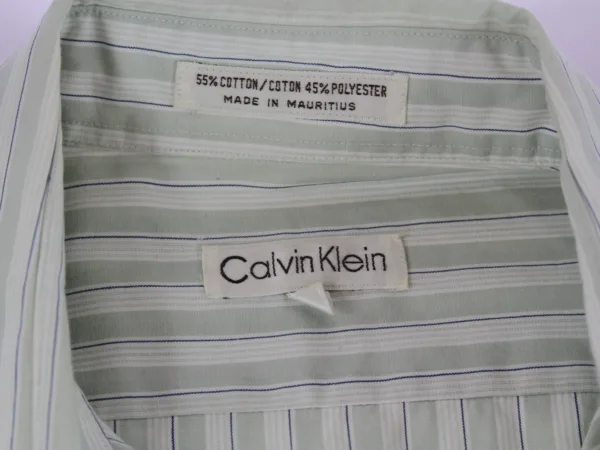 55% COTTON/COTON 45% POLYESTER
MADE IN MAURITIUS
Calvin Klein